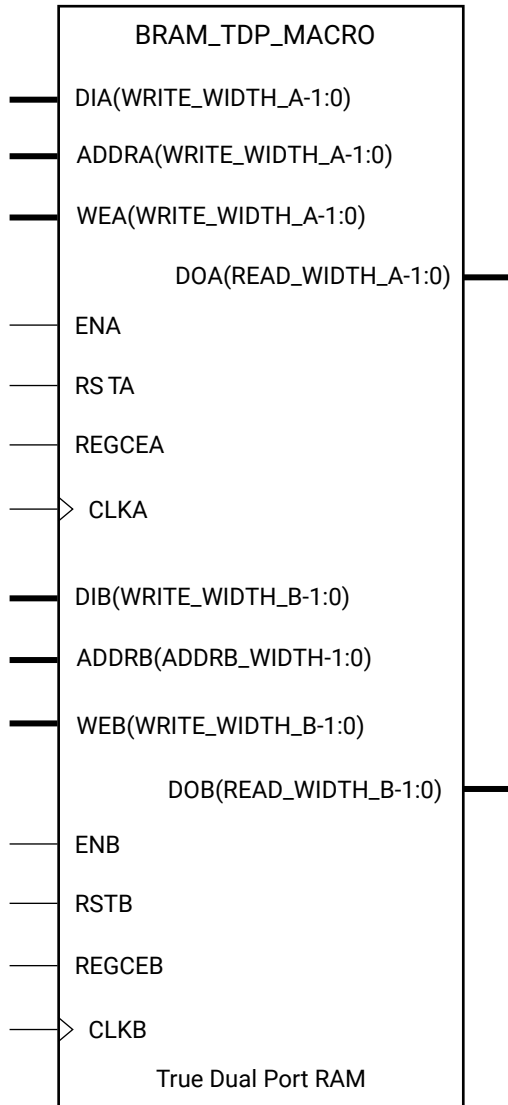 BRAM_TDP_MACRO
DIA(WRITE_WIDTH_A-1:0)
ADDRA(WRITE_WIDTH_A-1:0)
WEA(WRITE_WIDTH_A-1:0)
DOA(READ_WIDTH_A-1:0)
ENA
RS TA
REGCEA
CLKA
DIB(WRITE_WIDTH_B-1:0)
ADDRB(ADDRB_WIDTH-1:0)
WEB(WRITE_WIDTH_B-1:0)
DOB(READ_WIDTH_B-1:0)
ENB
RSTB
REGCEB
CLKB
True Dual Port RAM